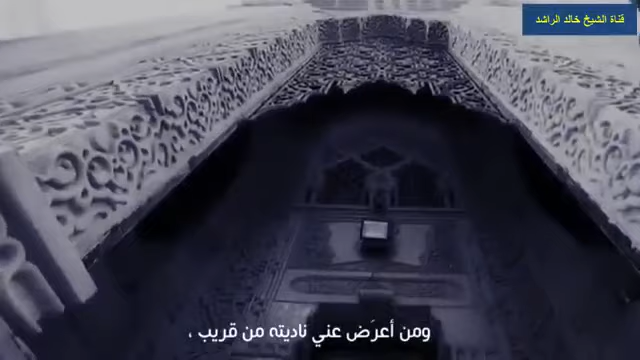 قناة الشيخ خالد الراشد
ومن أعرَض عني ناديته من قريب ،